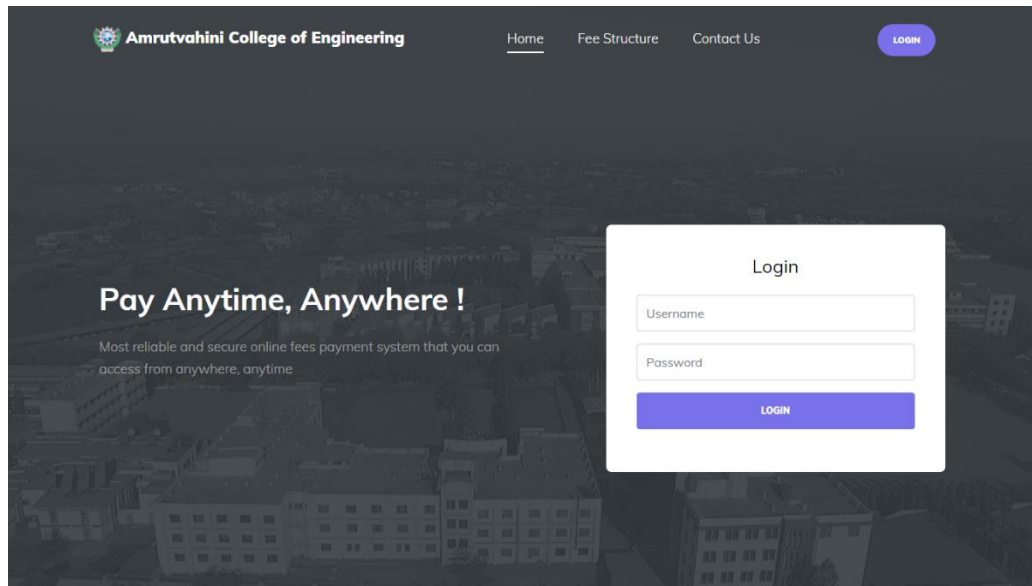 Amrutvahini College of Engineering
Home
Fee Structure
Contact Us
LOGIN
Pay Anytime, Anywhere !
Most reliable and secure online fees payment system that you can
access from anywhere, anytime
Login
Username
Password
LOGIN